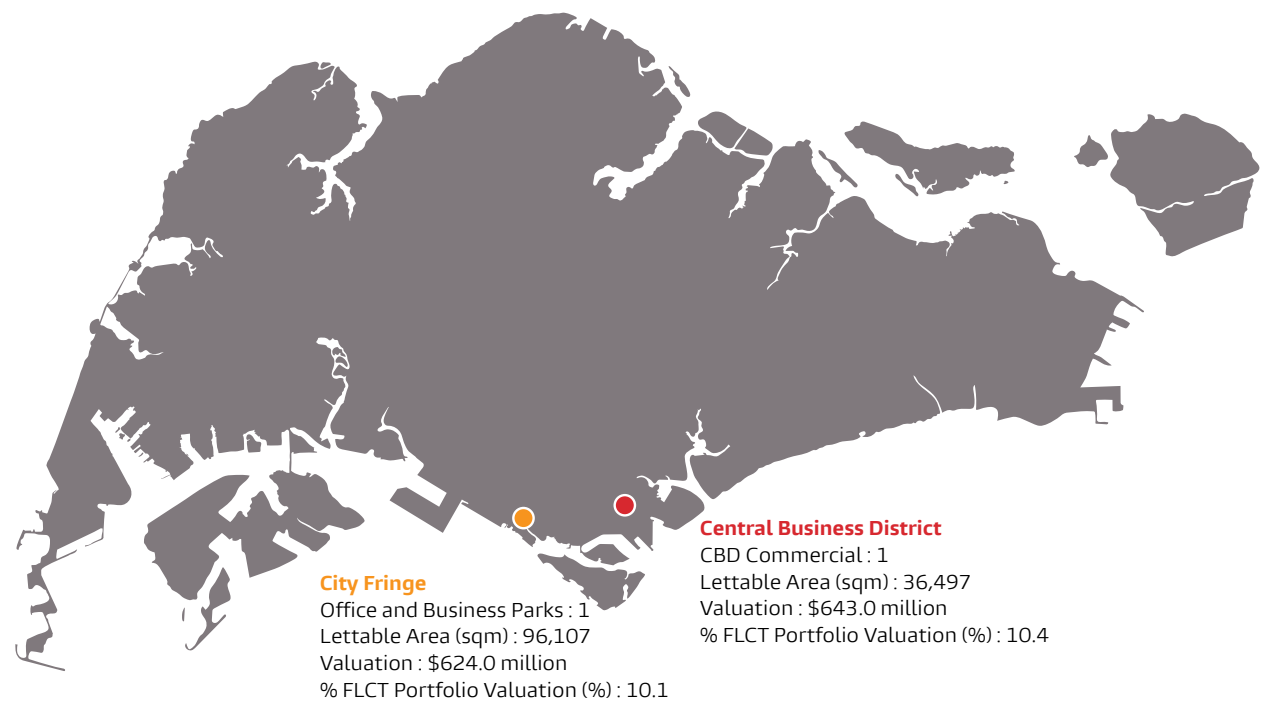 City Fringe
Office and Business Parks : 1
Lettable Area (sqm) : 96,107
Valuation : $624.0 million
% FLCT Portfolio Valuation (%) : 10.1
Central Business District
CBD Commercial : 1
Lettable Area (sqm) : 36,497
Valuation : $643.0 million
% FLCT Portfolio Valuation (%) : 10.4